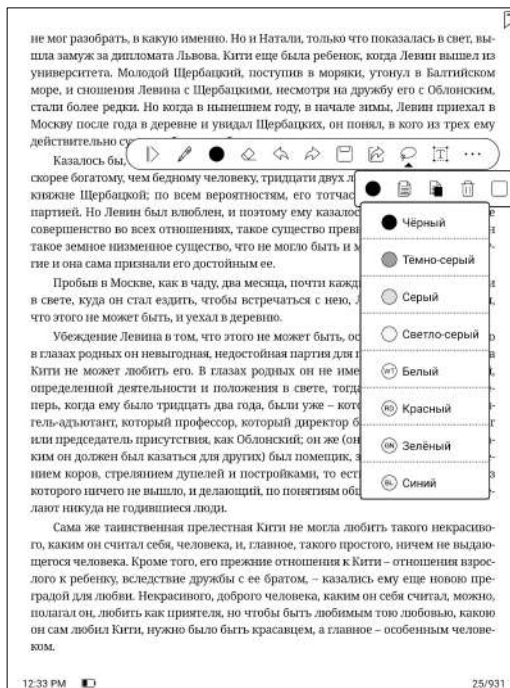 не мог разобрать, в какую именно. Но и Натали, только что показалась в свет, вы-
шла замуж за дипломата Львова. Кити еще была ребенок, когда Левин вышел из
университета. Молодой Щербацкий, поступив в моряки, утонул в Балтийском
море, и сношения Левина с Щербацкими, несмотря на дружбу его с Облонским,
стали более редки. Но когда в нынешнем году, в начале зимы, Левин приехал в
Москву после года в деревне и увидал Щербацких, он понял, в кого из трех ему
действительно
Казалось бы,
скорее богатому, чем бедному человеку, тридцати двух
княжне Щербацкой; по всем вероятностям, его
партией. Но Левин был влюблен, и поэтому ему
совершенство во всех отношениях, такое существо
такое земное низменное существо, что не могло быть и
гие и она сама признали его достойным ее.
Пробыв в Москве, как в чаду, два месяца, почти
в свете, куда он стал ездить, чтобы встречаться с нею,
что этого не может быть, и уехал в деревню.
Убеждение Левина в том, что этого не может быть,
в глазах родных он невыгодная, недостойная партия для
Кити не может любить его. В глазах родных он не
определенной деятельности и положения в свете,
перь, когда ему было тридцать два года, были уже –
гель-адъютант, который профессор, который директор
или председатель присутствия, как Облонский; он же (он
ким он должен был казаться для других) был помещик,
нием коров, стрелянием дупелей и постройками, то
которого ничего не вышло, и делающий, по понятиям
лают никуда не годившиеся люди.
Сама же таинственная прелестная Кити не могла любить такого некрасиво-
го, каким он считал себя, человека, и, главное, такого простого, ничем не выдаю-
щегося человека. Кроме того, его прежние отношения к Кити – отношения взрос-
лого к ребенку, вследствие дружбы с ее братом, – казались ему еще новою пре-
градой для любви. Некрасивого, доброго человека, каким он себя считал, можно,
полагал он, любить как приятеля, но чтобы быть любимым тою любовью, какою
он сам любил Кити, нужно было быть красавцем, а главное – особенным челове-
ком.
Чёрный
Тёмно-серый
Серый
Светло-серый
WT Белый
RD Красный
GN Зелёный
BL Синий
12:33 PM 25/931